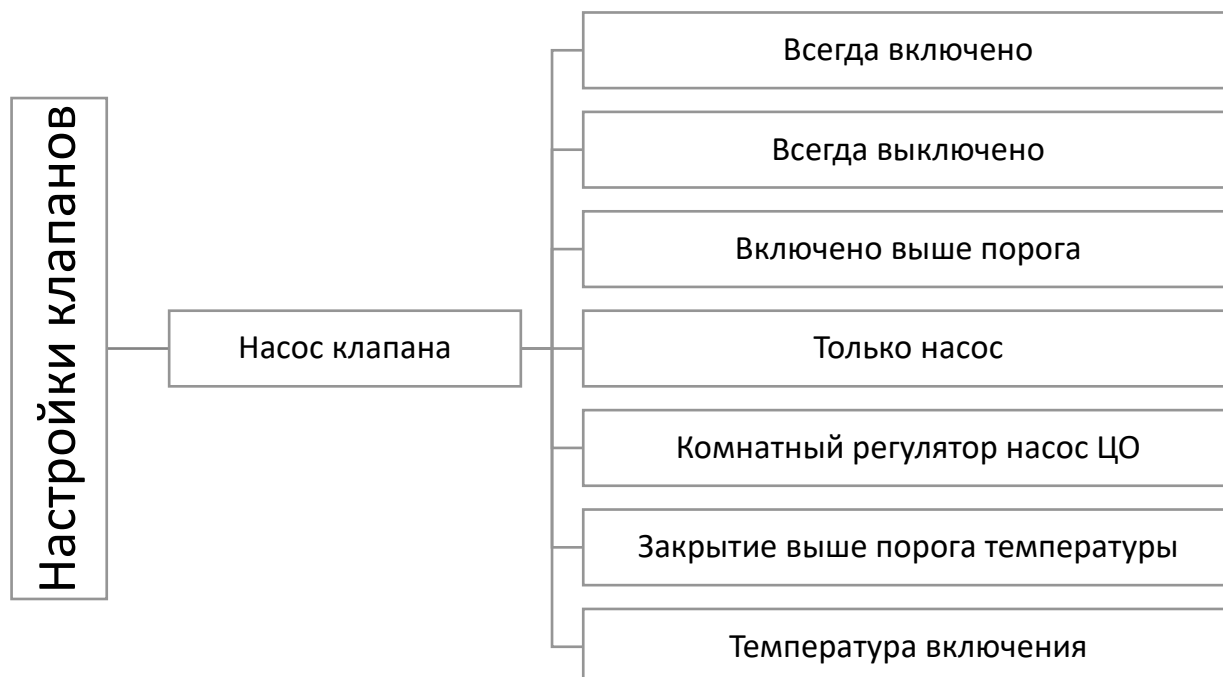 Настройки клапанов
Насос клапана
Всегда включено
Всегда выключено
Включено выше порога
Только насос
Комнатный регулятор насос ЦО
Закрытие выше порога температуры
Температура включения